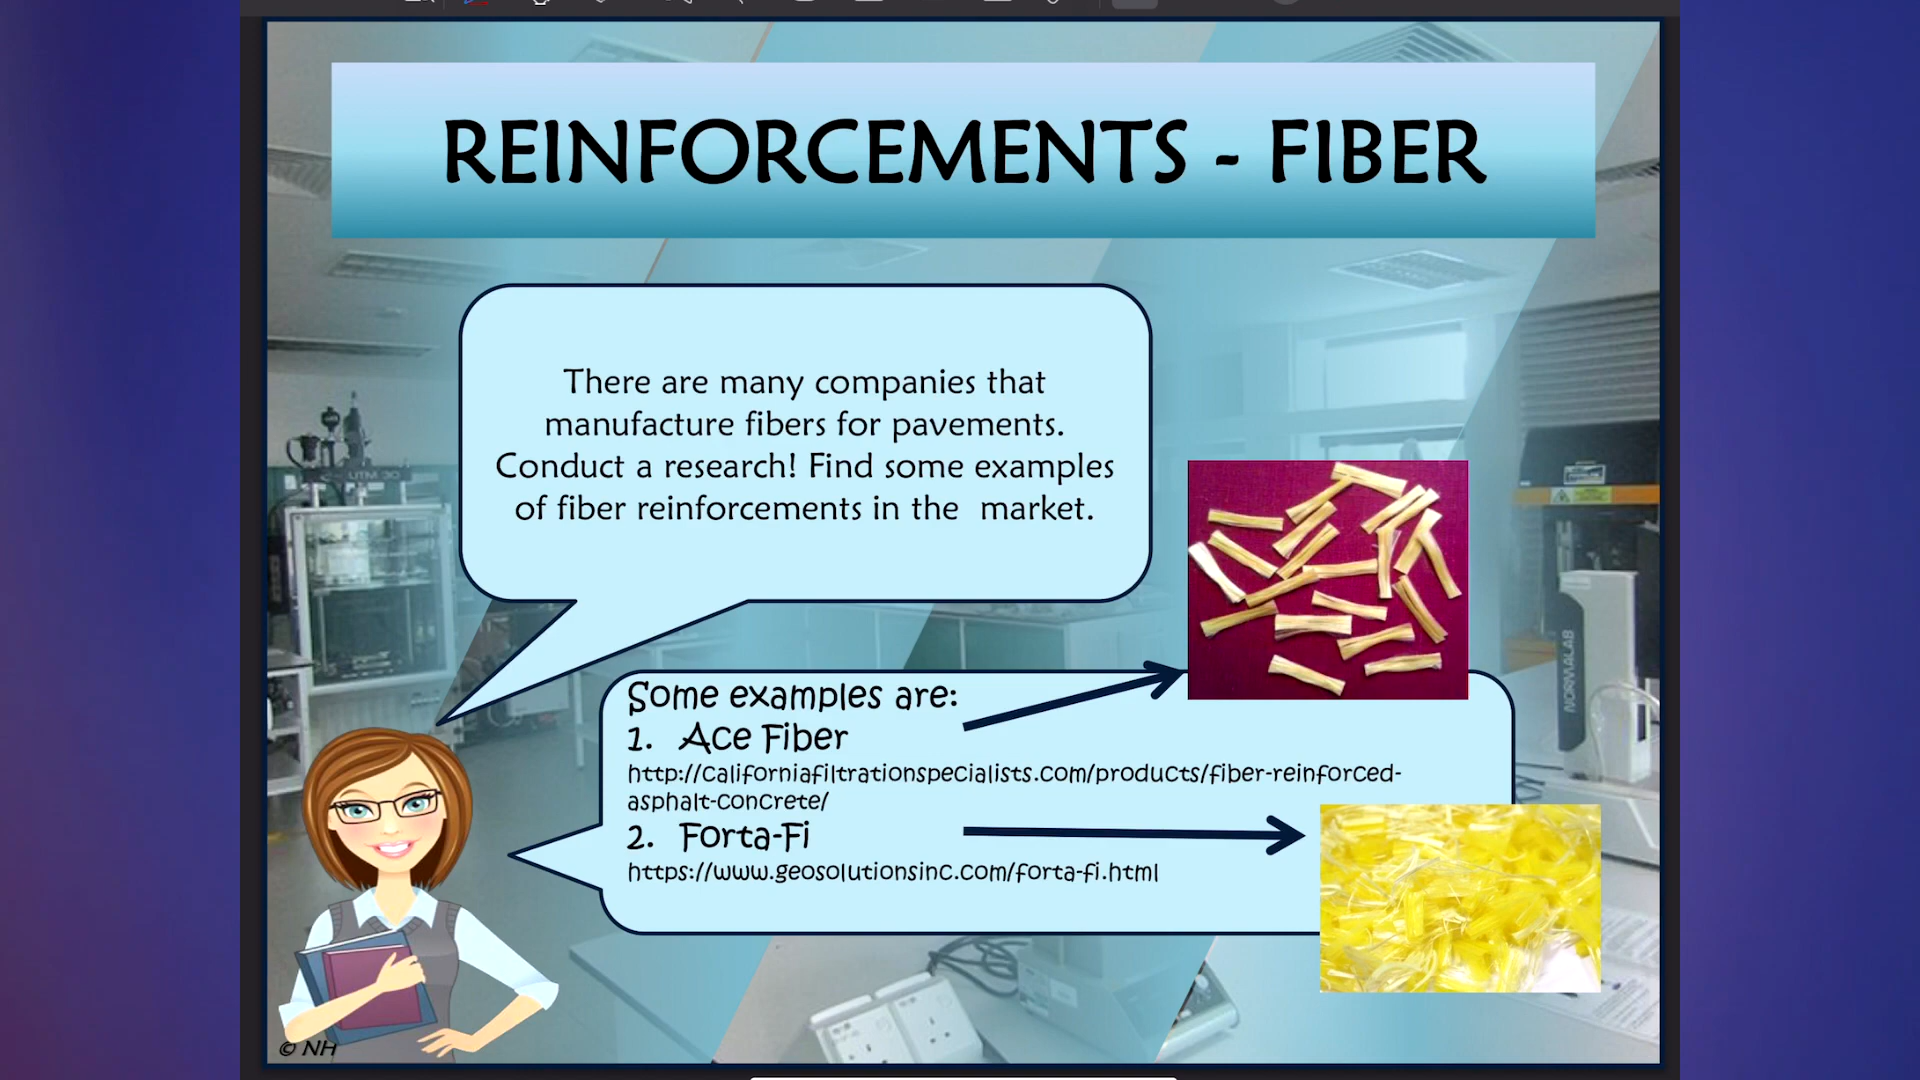 REINFORCEMENTS - FIBER
There are many companies that
manufacture fibers for pavements.
Conduct a research! Find some examples
of fiber reinforcements in the market.
Some examples are:
1. Ace Fiber
http://californiafiltrationspecialists.com/products/fiber-reinforced-
asphalt-concrete/
2. Forta-Fi
https://www.geosolutionsinc.com/forta-fi.html
NORMALAB
© NH